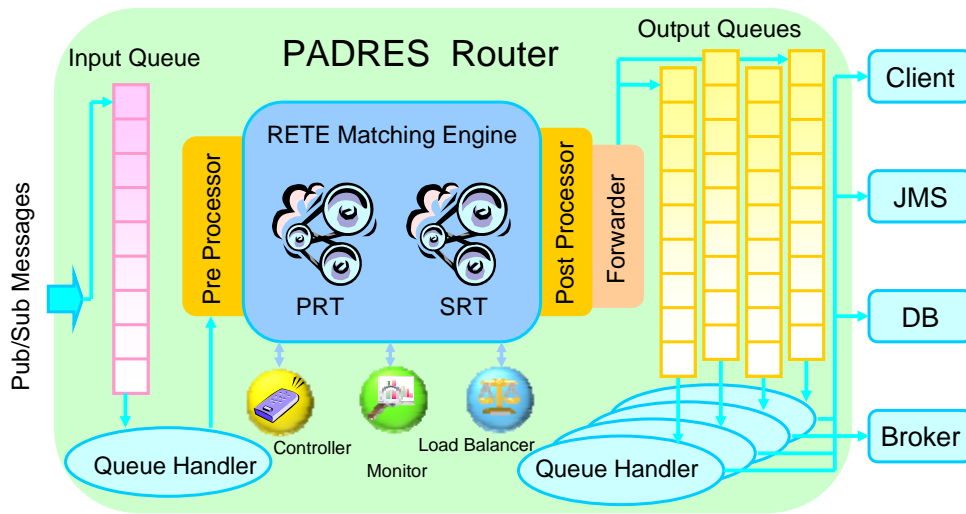 PADRES Router
Input Queue
Output Queues
Pub/Sub Messages
Pre Processor
RETE Matching Engine
PRT
SRT
Post Processor
Forwarder
Client
JMS
DB
Broker
Controller
Monitor
Load Balancer
Queue Handler
Queue Handler